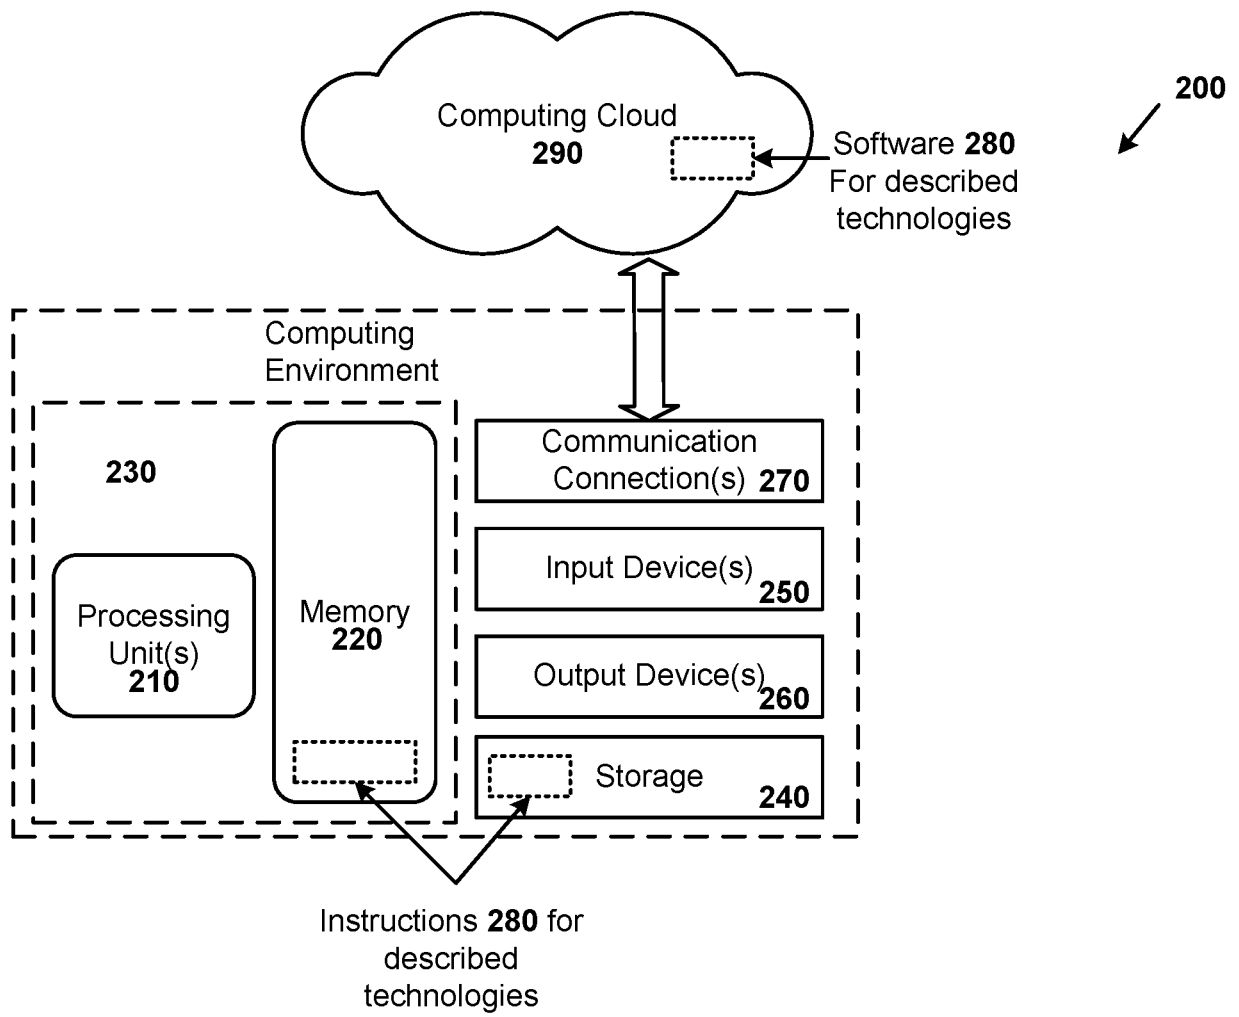 200
Computing Cloud
290
Software 280
For described
technologies
Computing
Environment
230
Processing
Unit(s)
210
Memory
220
Communication
Connection(s) 270
Input Device(s)
250
Output Device(s)
260
Storage
240
Instructions 280 for
described
technologies